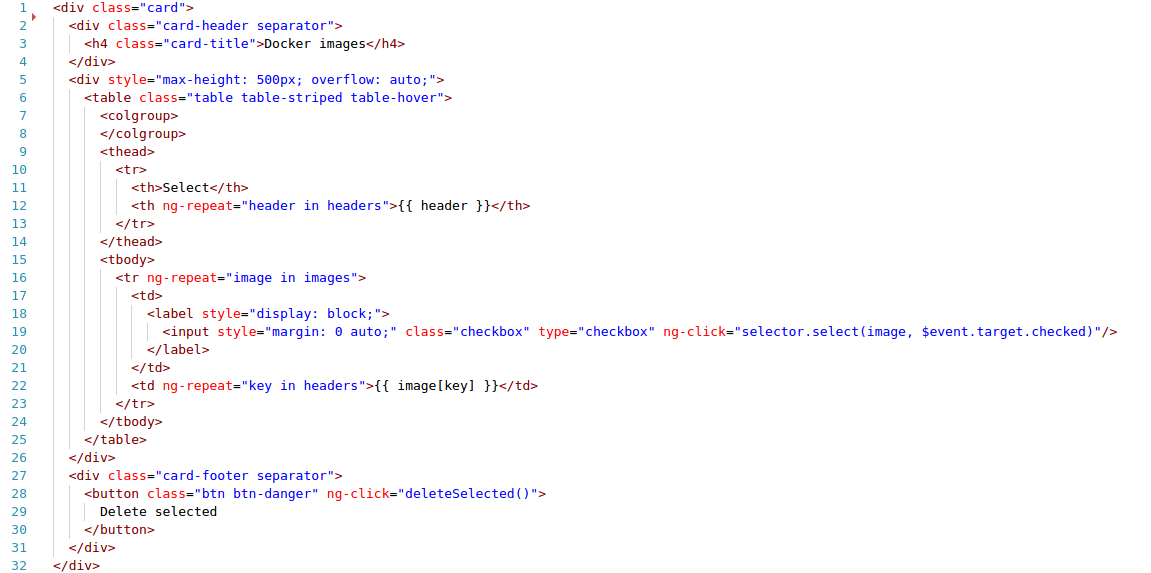 1 <div class="card">
2   <div class="card-header separator">
3     <h4 class="card-title">Docker images</h4>
4   </div>
5   <div style="max-height: 500px; overflow: auto;">
6     <table class="table table-striped table-hover">
7       <colgroup>
8       </colgroup>
9       <thead>
10         <tr>
11           <th>Select</th>
12           <th ng-repeat="header in headers">{{ header }}</th>
13         </tr>
14       </thead>
15       <tbody>
16         <tr ng-repeat="image in images">
17           <td>
18             <label style="display: block;">
19               <input style="margin: 0 auto;" class="checkbox" type="checkbox" ng-click="selector.select(image, $event.target.checked)"/>
20             </label>
21           </td>
22           <td ng-repeat="key in headers">{{ image[key] }}</td>
23         </tr>
24       </tbody>
25     </table>
26   </div>
27   <div class="card-footer separator">
28     <button class="btn btn-danger" ng-click="deleteSelected()">
29       Delete selected
30     </button>
31   </div>
32 </div>